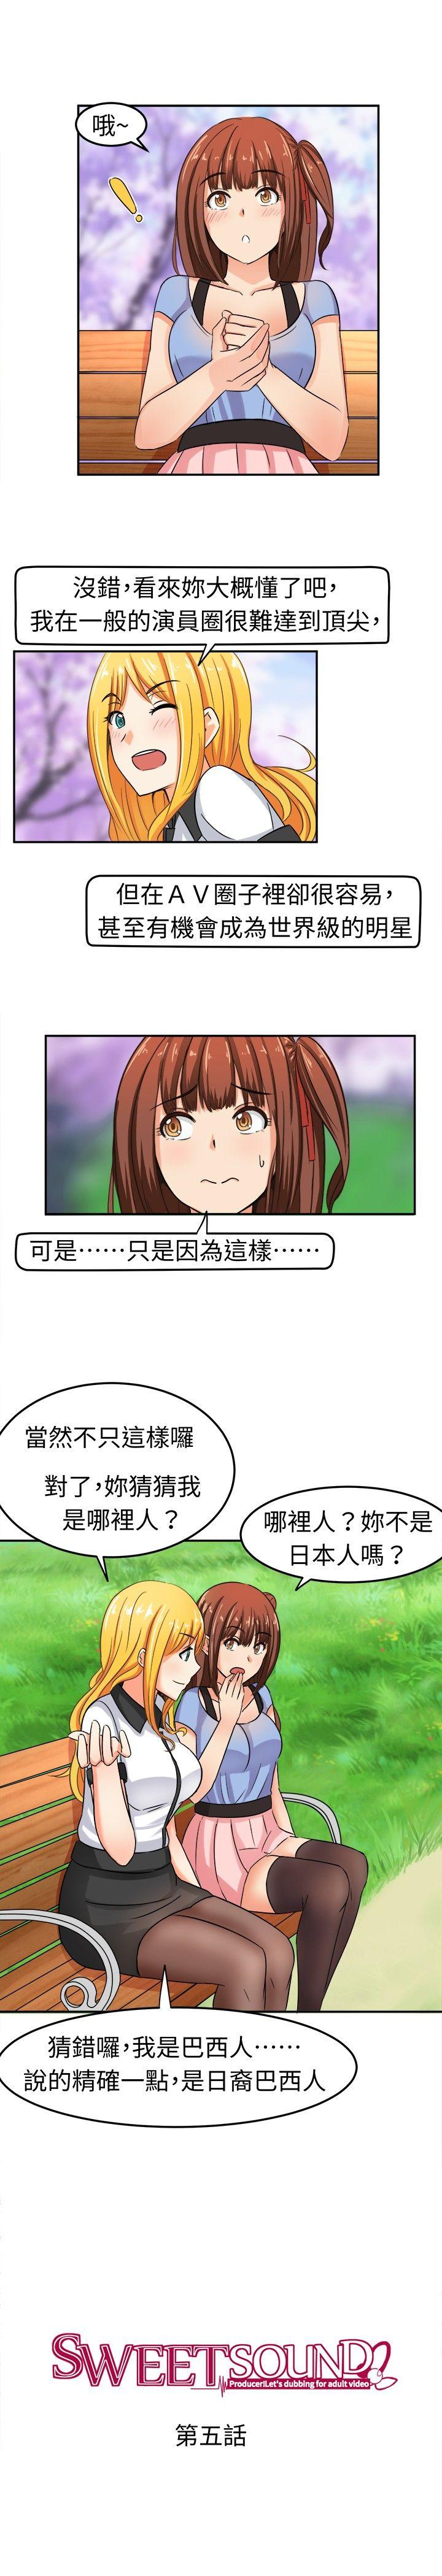 哦~
沒錯,看來妳大概懂了吧,
我在一般的演員圈很難達到頂尖,
但在ＡＶ圈子裡卻很容易,
甚至有機會成為世界級的明星
可是……只是因為這樣……
當然不只這樣囉
對了,妳猜猜我
是哪裡人？
哪裡人？妳不是
日本人嗎？
猜錯囉,我是巴西人……
說的精確一點,是日裔巴西人
SWEETSOUND
Producer!Let's dubbing for adult video
第五話